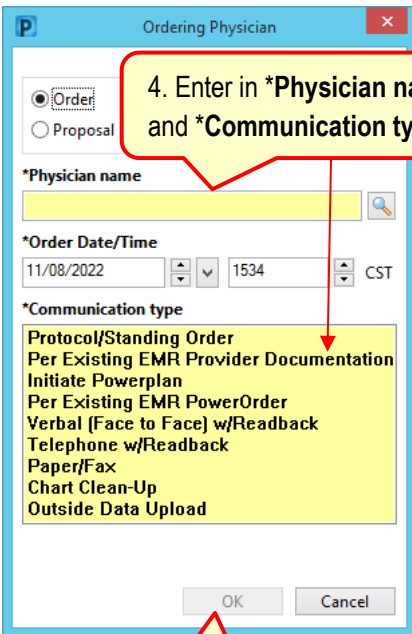 P Ordering Physician
Order
Proposal
4. Enter in *Physician na
and *Communication ty
*Physician name
*Order Date/Time
11/08/2022 1534 CST
*Communication type
Protocol/Standing Order
Per Existing EMR Provider Documentation
Initiate Powerplan
Per Existing EMR PowerOrder
Verbal (Face to Face) w/Readback
Telephone w/Readback
Paper/Fax
Chart Clean-Up
Outside Data Upload
OK Cancel